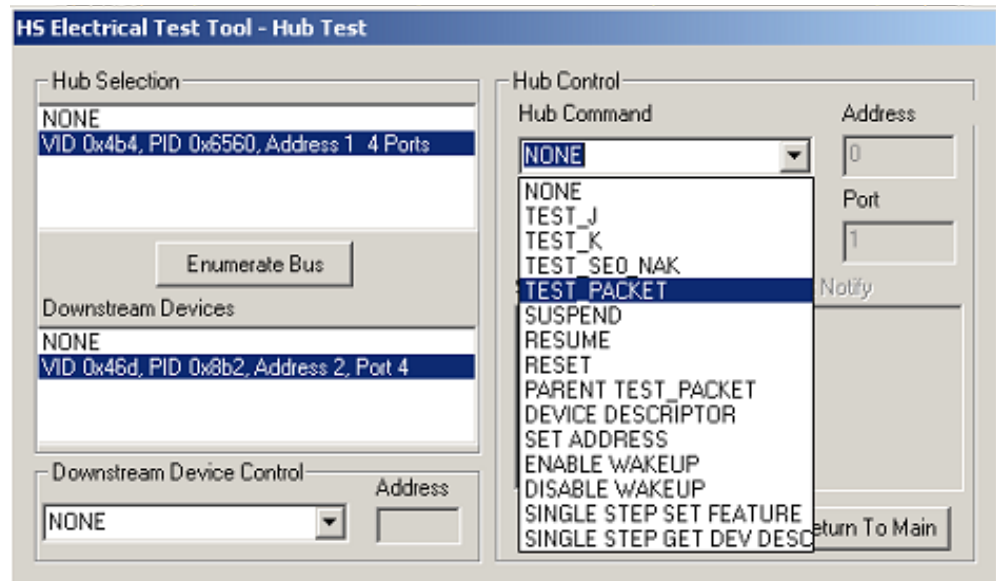 HS Electrical Test Tool - Hub Test
Hub Selection
NONE
VID 0x4b4, PID 0x6560, Address 1 4 Ports
Enumerate Bus
Downstream Devices
NONE
VID 0x46d, PID 0x8b2, Address 2, Port 4
Downstream Device Control
Address
NONE
Hub Control
Hub Command
Address
NONE
0
Port
1
NONE
TEST_J
TEST_K
TEST_SE0_NAK
TEST_PACKET
SUSPEND
RESUME
RESET
PARENT TEST_PACKET
DEVICE DESCRIPTOR
SET ADDRESS
ENABLE WAKEUP
DISABLE WAKEUP
SINGLE STEP SET FEATURE
SINGLE STEP GET DEV DESC
Notify
To Main